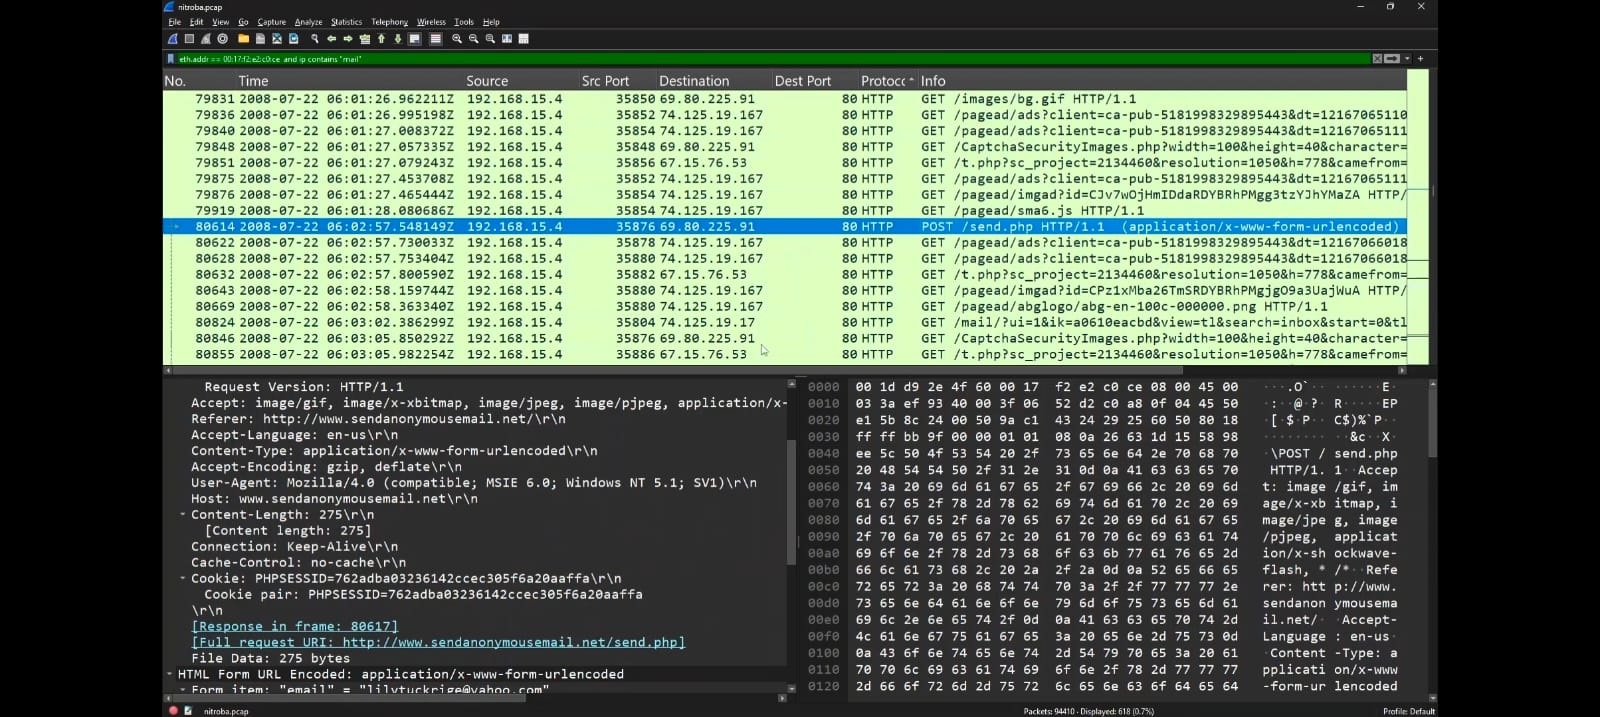 nitroba.pcap
File Edit View Go Capture Analyze Statistics Telephony Wireless Tools Help
eth.addr == 00:17:f2:e2:c0:ce and ip contains "mail"
No. Time Source Src Port Destination Dest Port Protocc Info
79831 2008-07-22 06:01:26.962211Z 192.168.15.4 35850 69.80.225.91 80 HTTP GET /images/bg.gif HTTP/1.1
79836 2008-07-22 06:01:26.995198Z 192.168.15.4 35852 74.125.19.167 80 HTTP GET /pagead/ads?client=ca-pub-5181998329895443&dt=12167065110
79840 2008-07-22 06:01:27.008372Z 192.168.15.4 35854 74.125.19.167 80 HTTP GET /pagead/ads?client=ca-pub-5181998329895443&dt=12167065111
79848 2008-07-22 06:01:27.057335Z 192.168.15.4 35848 69.80.225.91 80 HTTP GET /CaptchaSecurityImages.php?width=100&height=40&character=
79851 2008-07-22 06:01:27.079243Z 192.168.15.4 35856 67.15.76.53 80 HTTP GET /t.php?sc_project=2134460&resolution=1050&h=778&camefrom=
79875 2008-07-22 06:01:27.453708Z 192.168.15.4 35852 74.125.19.167 80 HTTP GET /pagead/ads?client=ca-pub-5181998329895443&dt=12167065111
79876 2008-07-22 06:01:27.465444Z 192.168.15.4 35854 74.125.19.167 80 HTTP GET /pagead/imgad?id=CJv7wOjHmIDdaRDYBRhPMgg3tzYJhYMaZA HTTP/
79919 2008-07-22 06:01:28.080686Z 192.168.15.4 35854 74.125.19.167 80 HTTP GET /pagead/sma6.js HTTP/1.1
80614 2008-07-22 06:02:57.548149Z 192.168.15.4 35876 69.80.225.91 80 HTTP POST /send.php HTTP/1.1 (application/x-www-form-urlencoded)
80622 2008-07-22 06:02:57.730033Z 192.168.15.4 35878 74.125.19.167 80 HTTP GET /pagead/ads?client=ca-pub-5181998329895443&dt=12167066018
80628 2008-07-22 06:02:57.753404Z 192.168.15.4 35880 74.125.19.167 80 HTTP GET /pagead/ads?client=ca-pub-5181998329895443&dt=12167066018
80632 2008-07-22 06:02:57.800590Z 192.168.15.4 35882 67.15.76.53 80 HTTP GET /t.php?sc_project=2134460&resolution=1050&h=778&camefrom=
80643 2008-07-22 06:02:58.159744Z 192.168.15.4 35880 74.125.19.167 80 HTTP GET /pagead/imgad?id=CPz1xMba26TmSRDYBRhPMgjgO9a3UajWuA HTTP/
80669 2008-07-22 06:02:58.363340Z 192.168.15.4 35880 74.125.19.167 80 HTTP GET /pagead/abglogo/abg-en-100c-000000.png HTTP/1.1
80824 2008-07-22 06:03:02.386299Z 192.168.15.4 35804 74.125.19.17 80 HTTP GET /mail/?ui=1&ik=a0610eacbd&view=tl&search=inbox&start=0&tl
80846 2008-07-22 06:03:05.850292Z 192.168.15.4 35876 69.80.225.91 80 HTTP GET /CaptchaSecurityImages.php?width=100&height=40&character=
80855 2008-07-22 06:03:05.982254Z 192.168.15.4 35886 67.15.76.53 80 HTTP GET /t.php?sc_project=2134460&resolution=1050&h=778&camefrom=
Request Version: HTTP/1.1
Accept: image/gif, image/x-xbitmap, image/jpeg, image/pjpeg, application/x-
Referer: http://www.sendanonymousemail.net/\r\n
Accept-Language: en-us\r\n
Content-Type: application/x-www-form-urlencoded\r\n
Accept-Encoding: gzip, deflate\r\n
User-Agent: Mozilla/4.0 (compatible; MSIE 6.0; Windows NT 5.1; SV1)\r\n
Host: www.sendanonymousemail.net\r\n
Content-Length: 275\r\n
[Content length: 275]
Connection: Keep-Alive\r\n
Cache-Control: no-cache\r\n
Cookie: PHPSESSID=762adba03236142ccec305f6a20aaffa\r\n
Cookie pair: PHPSESSID=762adba03236142ccec305f6a20aaffa
\r\n
[Response in frame: 80617]
[Full request URI: http://www.sendanonymousemail.net/send.php]
File Data: 275 bytes
HTML Form URL Encoded: application/x-www-form-urlencoded
Form item: "email" = "lilytuckrige@yahoo.com"
0000 00 1d d9 2e 4f 60 00 17 f2 e2 c0 ce 08 00 45 00 ....O` ......E.
0010 03 3a ef 93 40 00 3f 06 52 d2 c0 a8 0f 04 45 50 .:..@.?. R.....EP
0020 e1 5b 8c 24 00 50 9a c1 43 24 29 25 60 50 80 18 .[.$.P.. C$)%`P..
0030 ff ff bb 9f 00 00 01 01 08 0a 26 63 1d 15 58 98 ........ ..&c..X.
0040 ee 5c 50 4f 53 54 20 2f 73 65 6e 64 2e 70 68 70 .\POST / send.php
0050 20 48 54 54 50 2f 31 2e 31 0d 0a 41 63 63 65 70 HTTP/1. 1..Accep
0060 74 3a 20 69 6d 61 67 65 2f 67 69 66 2c 20 69 6d t: image /gif, im
0070 61 67 65 2f 78 2d 78 62 69 74 6d 61 70 2c 20 69 age/x-xb itmap, i
0080 6d 61 67 65 2f 6a 70 65 67 2c 20 69 6d 61 67 65 mage/jpe g, image
0090 2f 70 6a 70 65 67 2c 20 61 70 70 6c 69 63 61 74 /pjpeg, applicat
00a0 69 6f 6e 2f 78 2d 73 68 6f 63 6b 77 61 76 65 2d ion/x-sh ockwave-
00b0 66 6c 61 73 68 2c 20 2a 2f 2a 0d 0a 52 65 66 65 flash, * /*..Refe
00c0 72 65 72 3a 20 68 74 74 70 3a 2f 2f 77 77 77 2e rer: htt p://www.
00d0 73 65 6e 64 61 6e 6f 6e 79 6d 6f 75 73 65 6d 61 sendanon ymousema
00e0 69 6c 2e 6e 65 74 2f 0d 0a 41 63 63 65 70 74 2d il.net/. .Accept-
00f0 4c 61 6e 67 75 61 67 65 3a 20 65 6e 2d 75 73 0d Language : en-us.
0100 0a 43 6f 6e 74 65 6e 74 2d 54 79 70 65 3a 20 61 .Content -Type: a
0110 70 70 6c 69 63 61 74 69 6f 6e 2f 78 2d 77 77 77 pplicati on/x-www
0120 2d 66 6f 72 6d 2d 75 72 6c 65 6e 63 6f 64 65 64 -form-ur lencoded
nitroba.pcap
Packets: 94410 · Displayed: 618 (0.7%)
Profile: Default